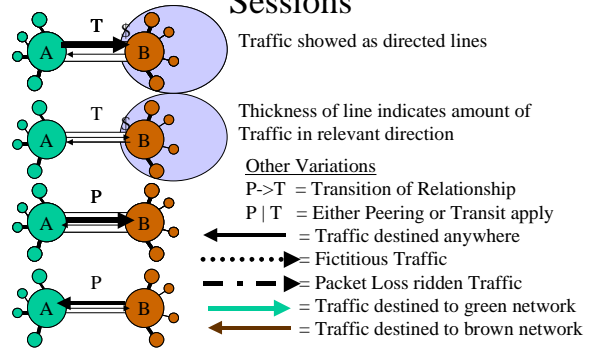 Sessions
T $
A B
Traffic showed as directed lines
T $
A B
Thickness of line indicates amount of
Traffic in relevant direction
Other Variations
P->T = Transition of Relationship
P | T = Either Peering or Transit apply
P
A B
= Traffic destined anywhere
= Fictitious Traffic
= Packet Loss ridden Traffic
P
A B
= Traffic destined to green network
= Traffic destined to brown network